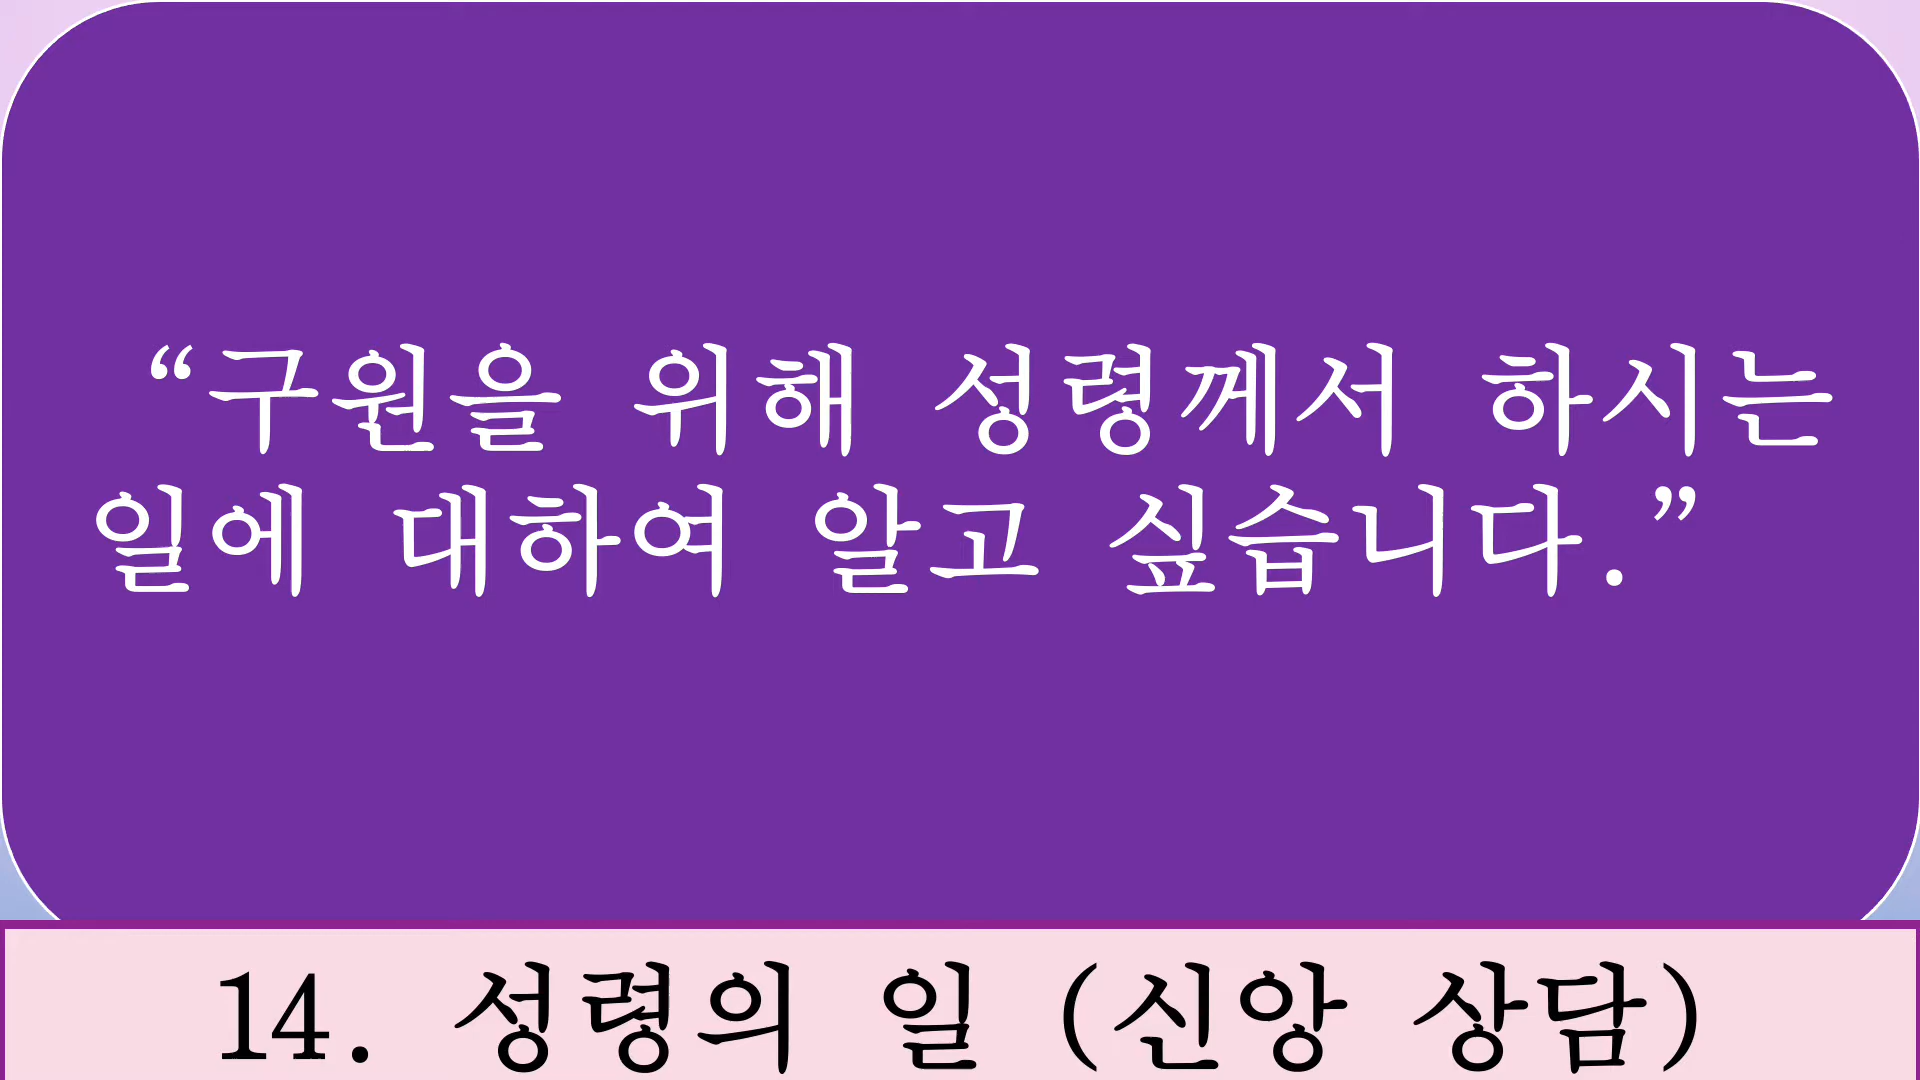 “구원을 위해 성령께서 하시는
일에 대하여 알고 싶습니다.”
14. 성령의 일 (신앙 상담)